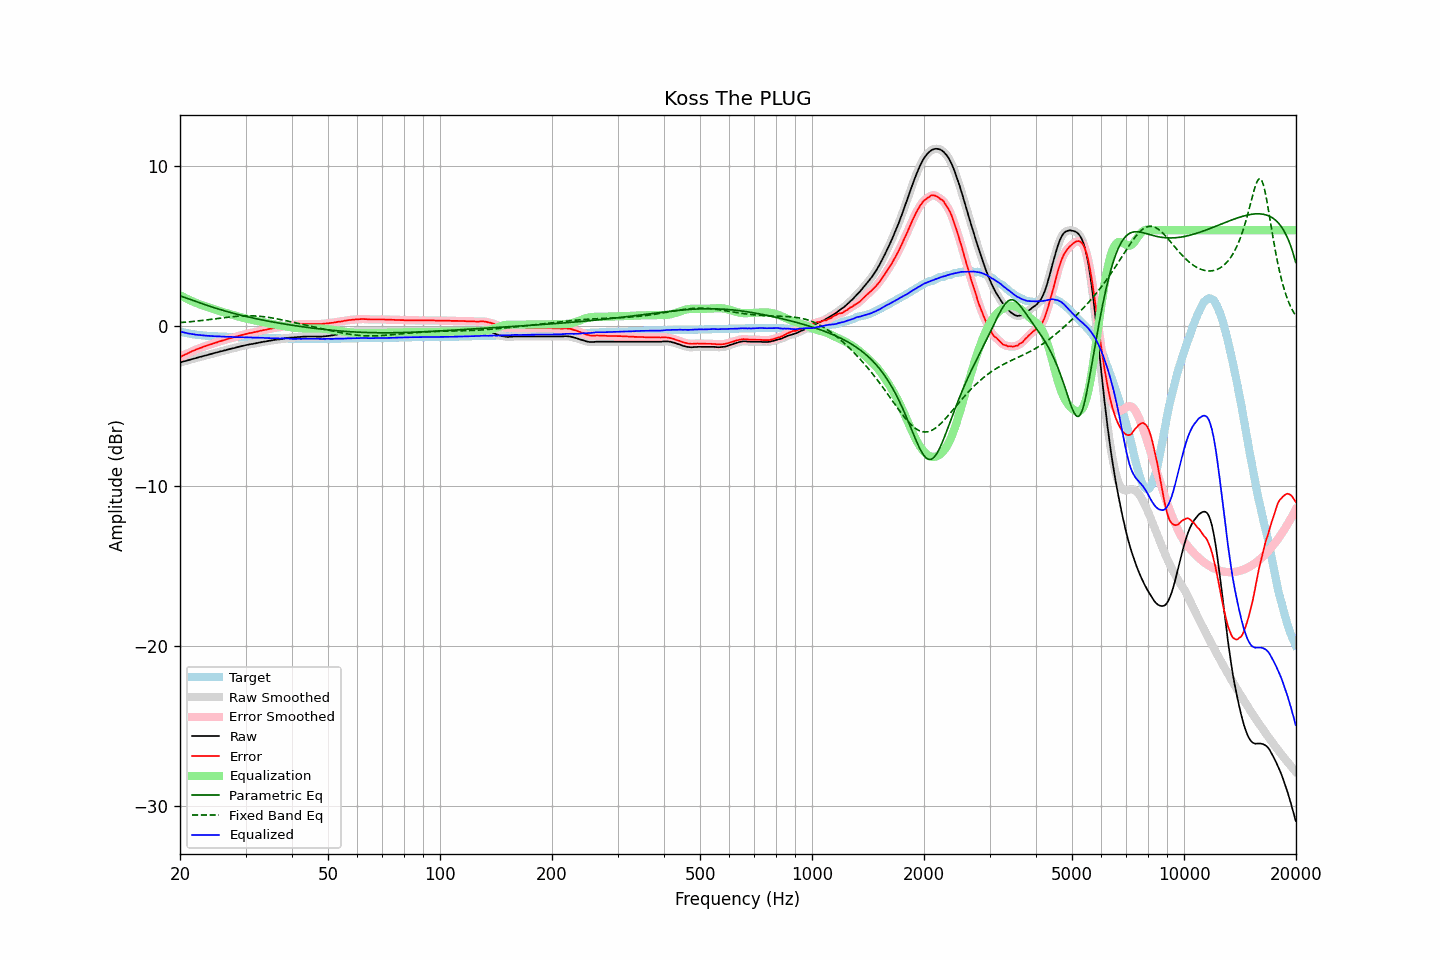 Koss The PLUG
Amplitude (dBr)
10
0
−10
−20
−30
Target
Raw Smoothed
Error Smoothed
Raw
Error
Equalization
Parametric Eq
Fixed Band Eq
Equalized
20 50 100 200 500 1000 2000 5000 10000 20000
Frequency (Hz)